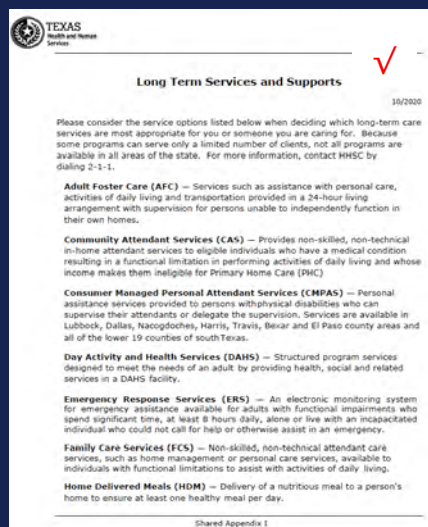 TEXAS
Health and Human
Services
√
Long Term Services and Supports
10/2020
Please consider the service options listed below when deciding which long-term care
services are most appropriate for you or someone you are caring for. Because
some programs can serve only a limited number of clients, not all programs are
available in all areas of the state. For more information, contact HHSC by
dialing 2-1-1.
Adult Foster Care (AFC) — Services such as assistance with personal care,
activities of daily living and transportation provided in a 24-hour living
arrangement with supervision for persons unable to independently function in
their own homes.
Community Attendant Services (CAS) — Provides non-skilled, non-technical
in-home attendant services to eligible individuals who have a medical condition
resulting in a functional limitation in performing activities of daily living and whose
income makes them ineligible for Primary Home Care (PHC)
Consumer Managed Personal Attendant Services (CMPAS) — Personal
assistance services provided to persons withphysical disabilities who can
supervise their attendants or delegate the supervision. Services are available in
Lubbock, Dallas, Nacogdoches, Harris, Travis, Bexar and El Paso county areas and
all of the lower 19 counties of southTexas.
Day Activity and Health Services (DAHS) — Structured program services
designed to meet the needs of an adult by providing health, social and related
services in a DAHS facility.
Emergency Response Services (ERS) — An electronic monitoring system
for emergency assistance available for adults with functional impairments who
spend significant time, at least 8 hours daily, alone or live with an incapacitated
individual who could not call for help or otherwise assist in an emergency.
Family Care Services (FCS) — Non-skilled, non-technical attendant care
services, such as home management or personal care services, available to
individuals with functional limitations to assist with activities of daily living.
Home Delivered Meals (HDM) — Delivery of a nutritious meal to a person's
home to ensure at least one healthy meal per day.
Shared Appendix I